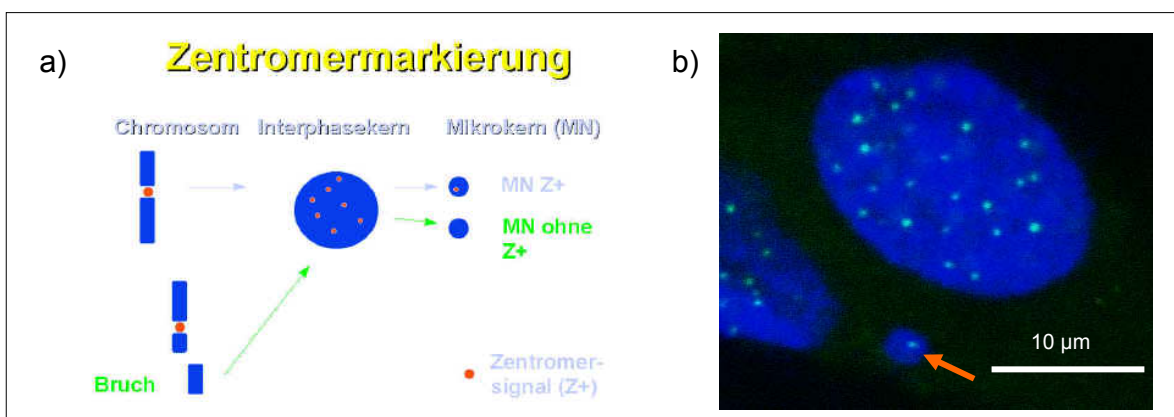 a)
Zentromermarkierung
Chromosom Interphasekern Mikrokern (MN)
MN Z+
MN ohne
Z+
Bruch
Zentromer-
signal (Z+)
b)
10 µm